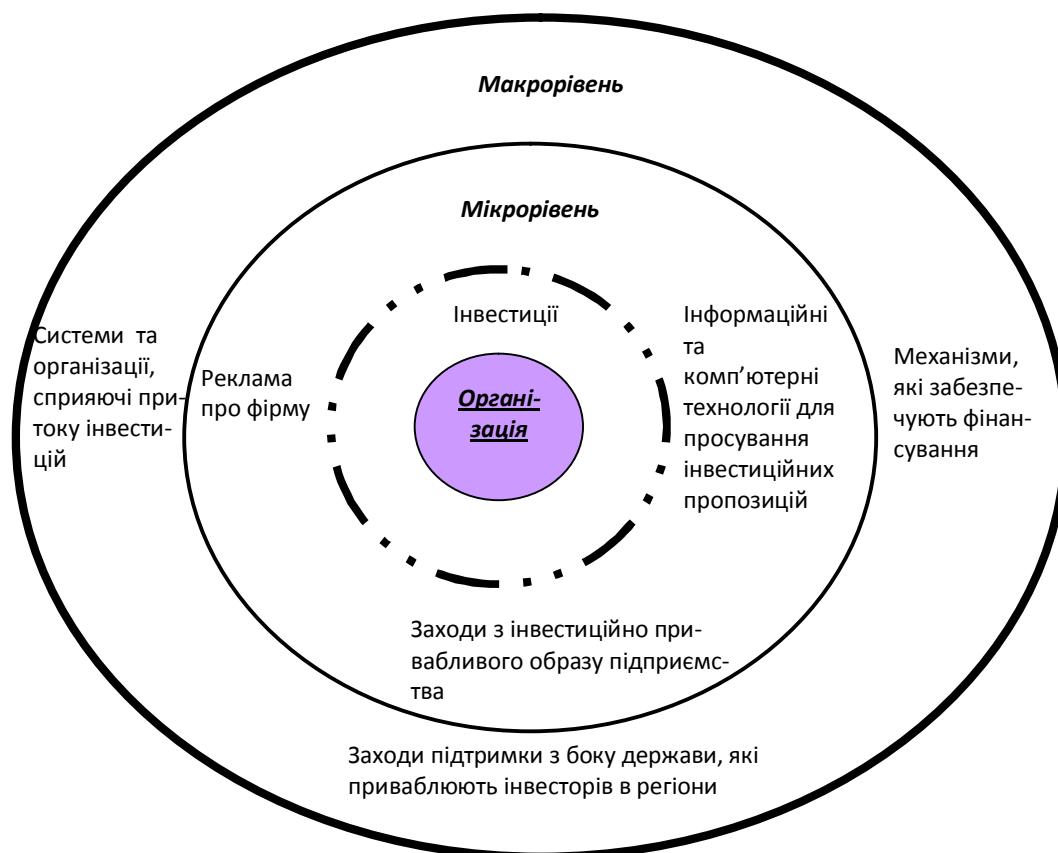 Макрорівень
Мікрорівень
Інвестиції
Органі-
зація
Системи та
організації,
сприяючі при-
току інвести-
цій
Реклама
про фірму
Інформаційні
та
комп’ютерні
технології для
просування
інвестиційних
пропозицій
Механізми,
які забезпе-
чують фінан-
сування
Заходи з інвестиційно при-
вабливого образу підприємс-
тва
Заходи підтримки з боку держави, які
приваблюють інвесторів в регіони